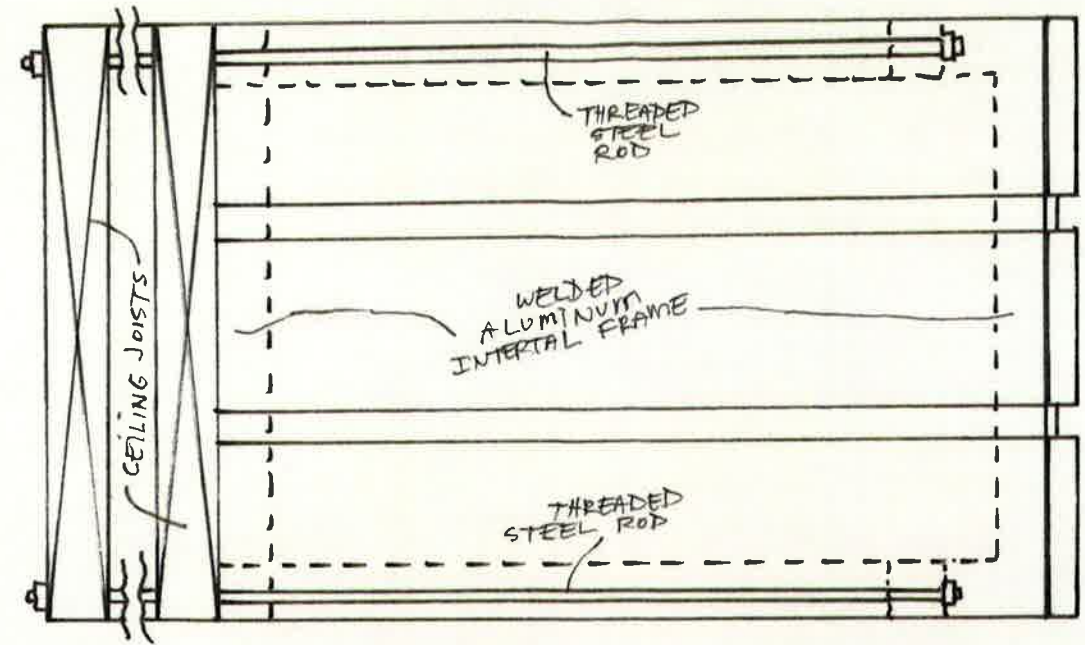 THREADED
STEEL
ROD
CEILING JOISTS
WELDED
ALUMINUM
INTERTAL FRAME
THREADED
STEEL ROD